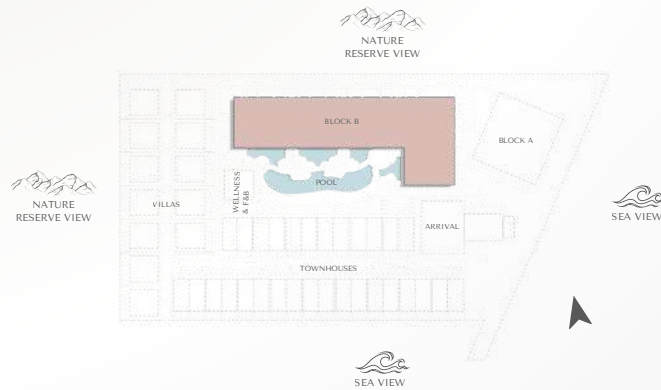 NATURE
RESERVE VIEW
BLOCK B
BLOCK A
POOL
WELLNESS
& F&B
VILLAS
NATURE
RESERVE VIEW
SEA VIEW
ARRIVAL
TOWNHOUSES
SEA VIEW